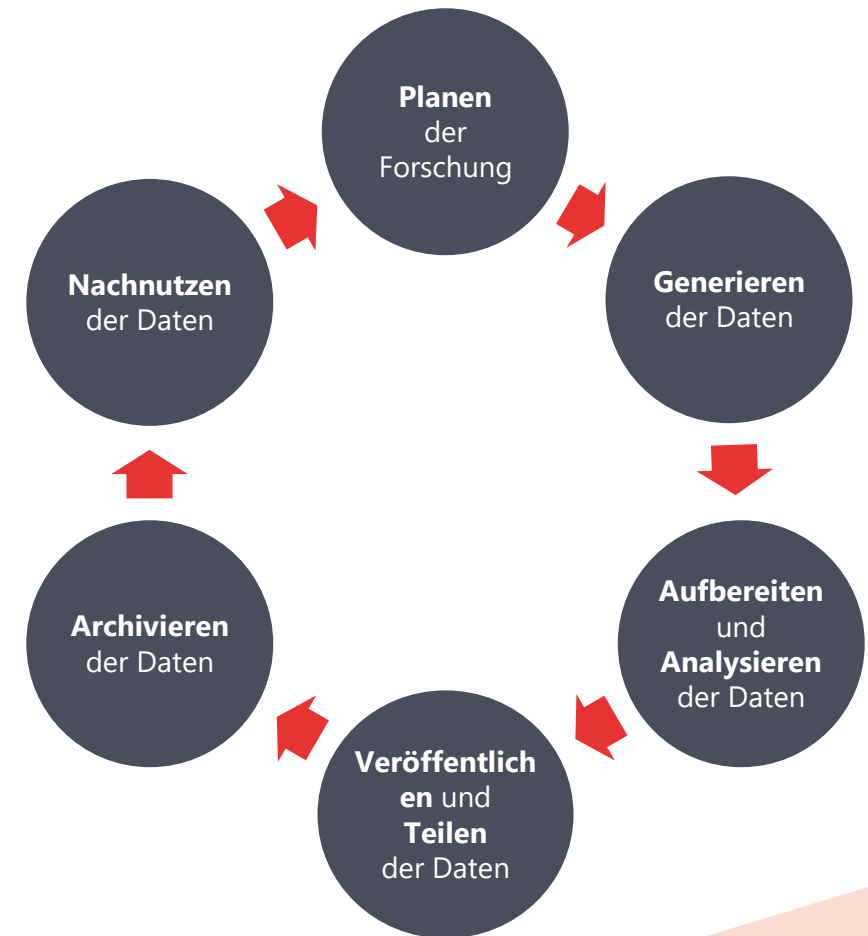 Planen
der
Forschung
Generieren
der Daten
Aufbereiten
und
Analysieren
der Daten
Veröffentlich
en und
Teilen
der Daten
Archivieren
der Daten
Nachnutzen
der Daten